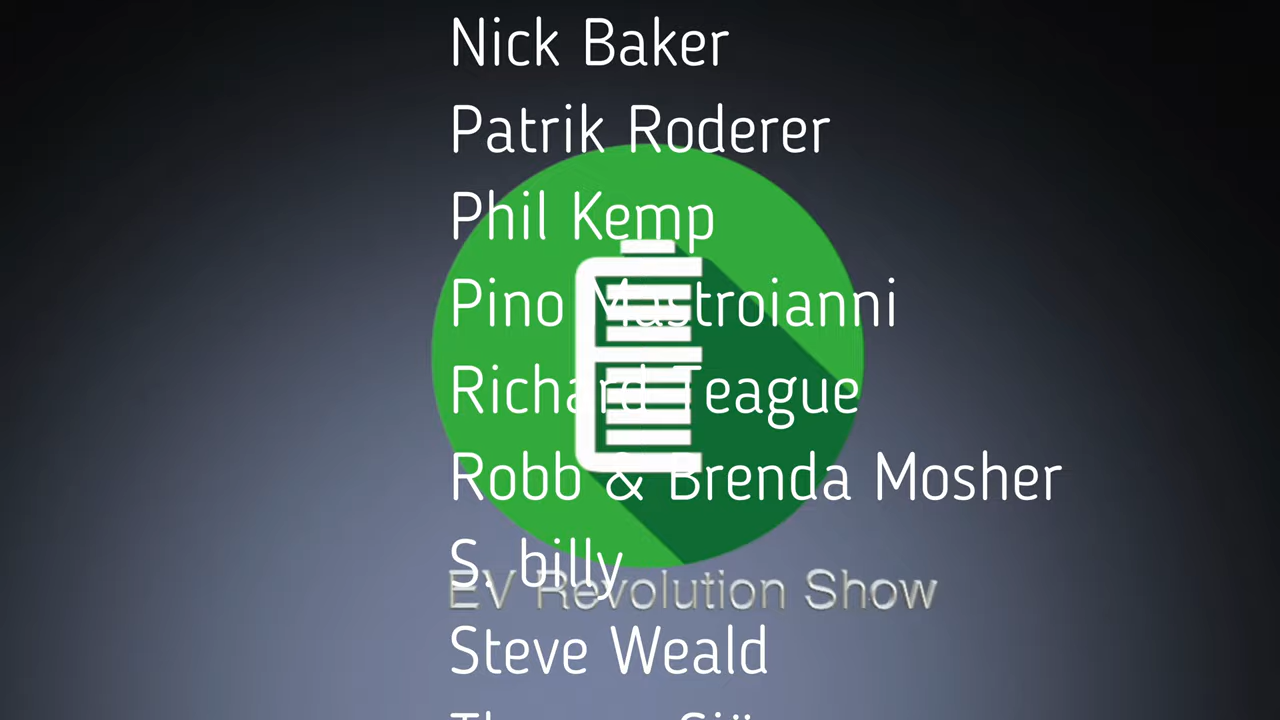 Nick Baker
Patrik Roderer
Phil Kemp
Pino Mastroianni
Richard Teague
Robb & Brenda Mosher
S. billy
EV Revolution Show
Steve Weald